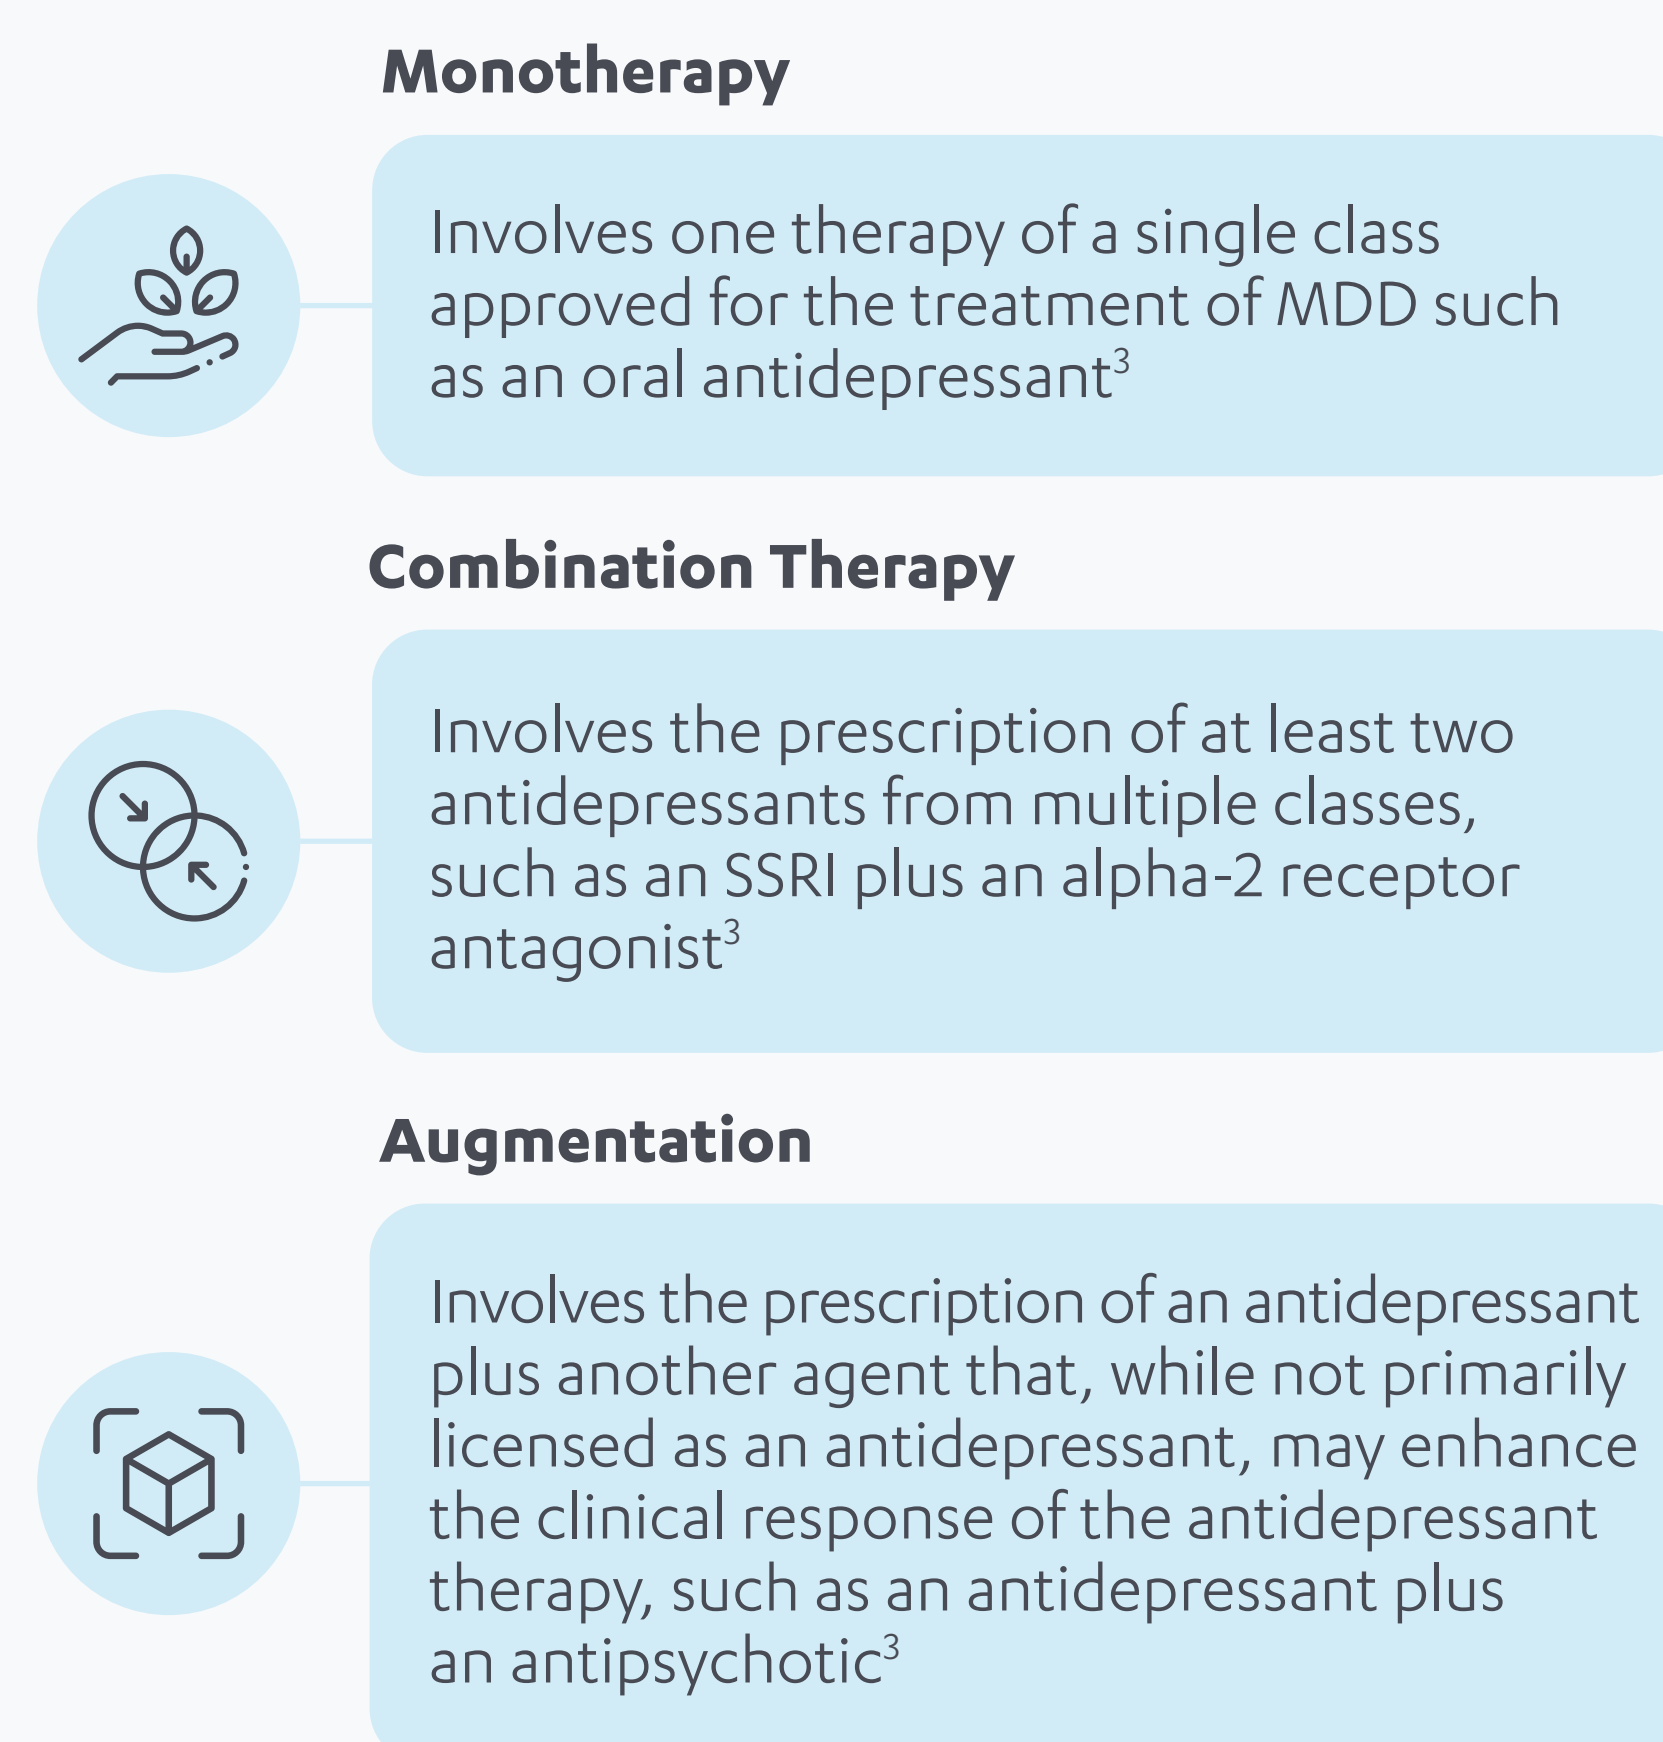 Monotherapy
Involves one therapy of a single class
approved for the treatment of MDD such
as an oral antidepressant³
Combination Therapy
Involves the prescription of at least two
antidepressants from multiple classes,
such as an SSRI plus an alpha-2 receptor
antagonist³
Augmentation
Involves the prescription of an antidepressant
plus another agent that, while not primarily
licensed as an antidepressant, may enhance
the clinical response of the antidepressant
therapy, such as an antidepressant plus
an antipsychotic³